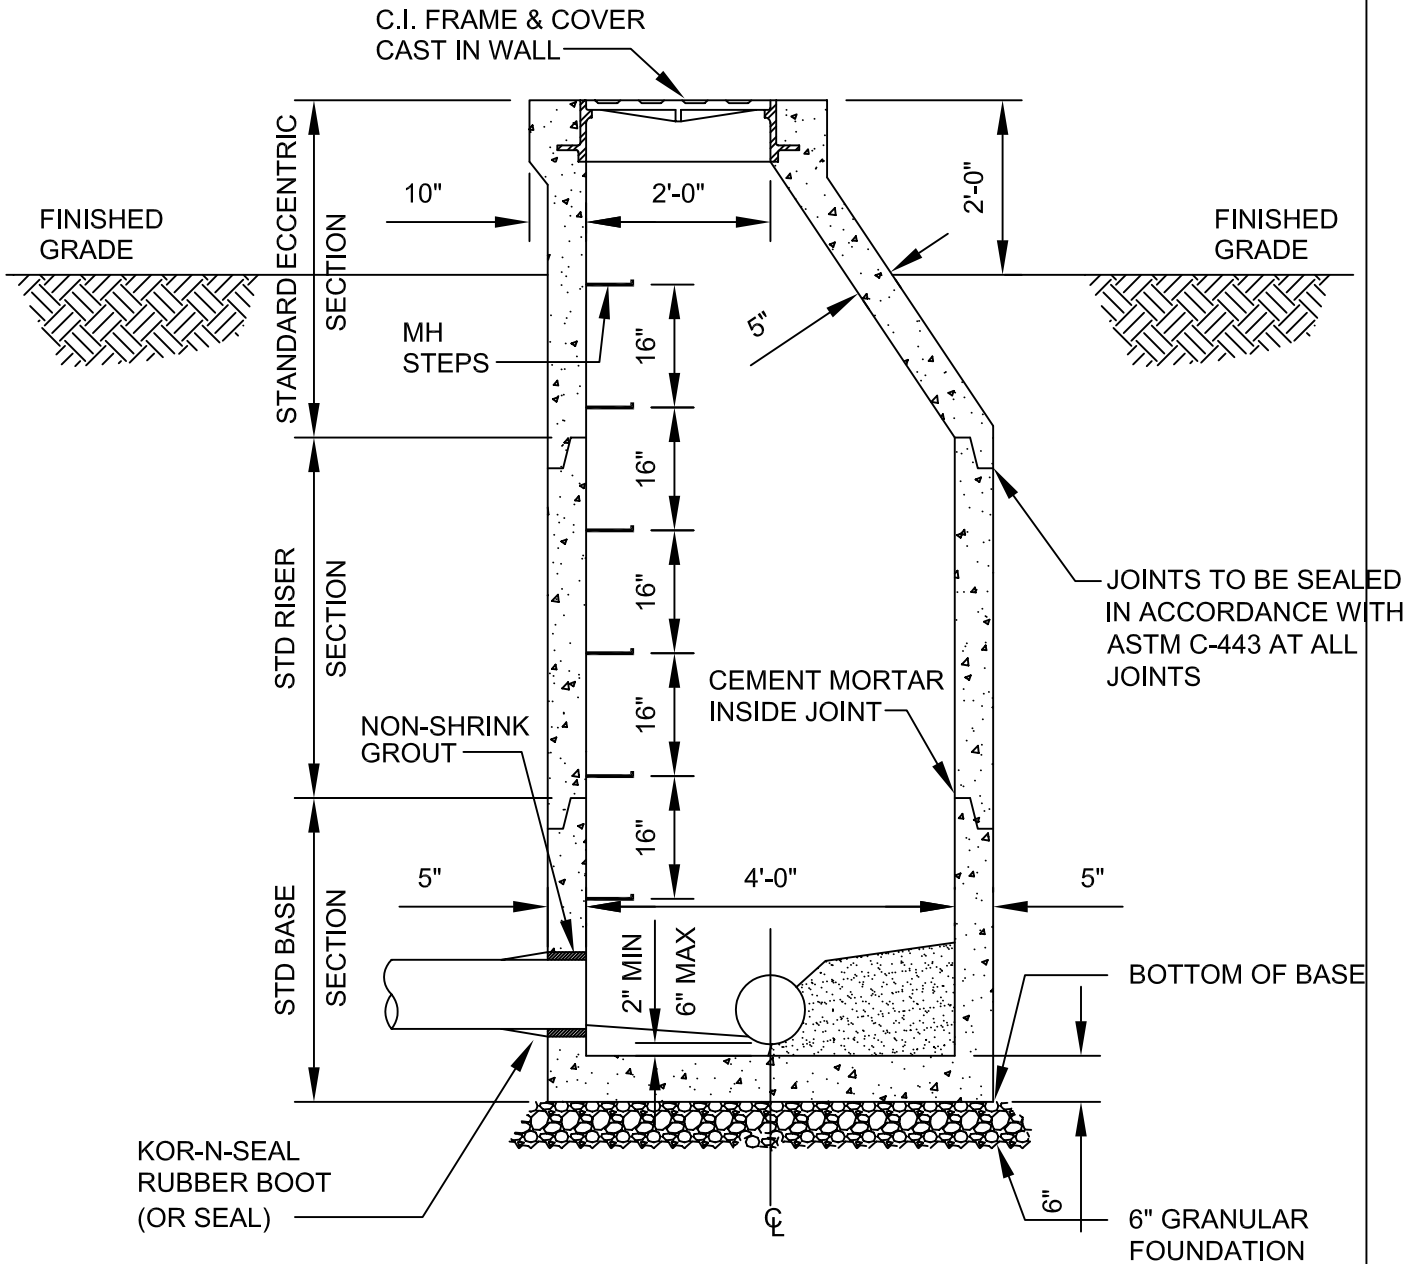 C.I. FRAME & COVER
CAST IN WALL
STANDARD ECCENTRIC
SECTION
10"
2'-0"
2'-0"
FINISHED
GRADE
FINISHED
GRADE
MH
STEPS
16"
5"
16"
16"
STD RISER
SECTION
JOINTS TO BE SEALED
IN ACCORDANCE WITH
ASTM C-443 AT ALL
JOINTS
16"
CEMENT MORTAR
INSIDE JOINT
NON-SHRINK
GROUT
16"
5"
4'-0"
5"
STD BASE
SECTION
2" MIN
6" MAX
BOTTOM OF BASE
KOR-N-SEAL
RUBBER BOOT
(OR SEAL)
6"
CL
6" GRANULAR
FOUNDATION